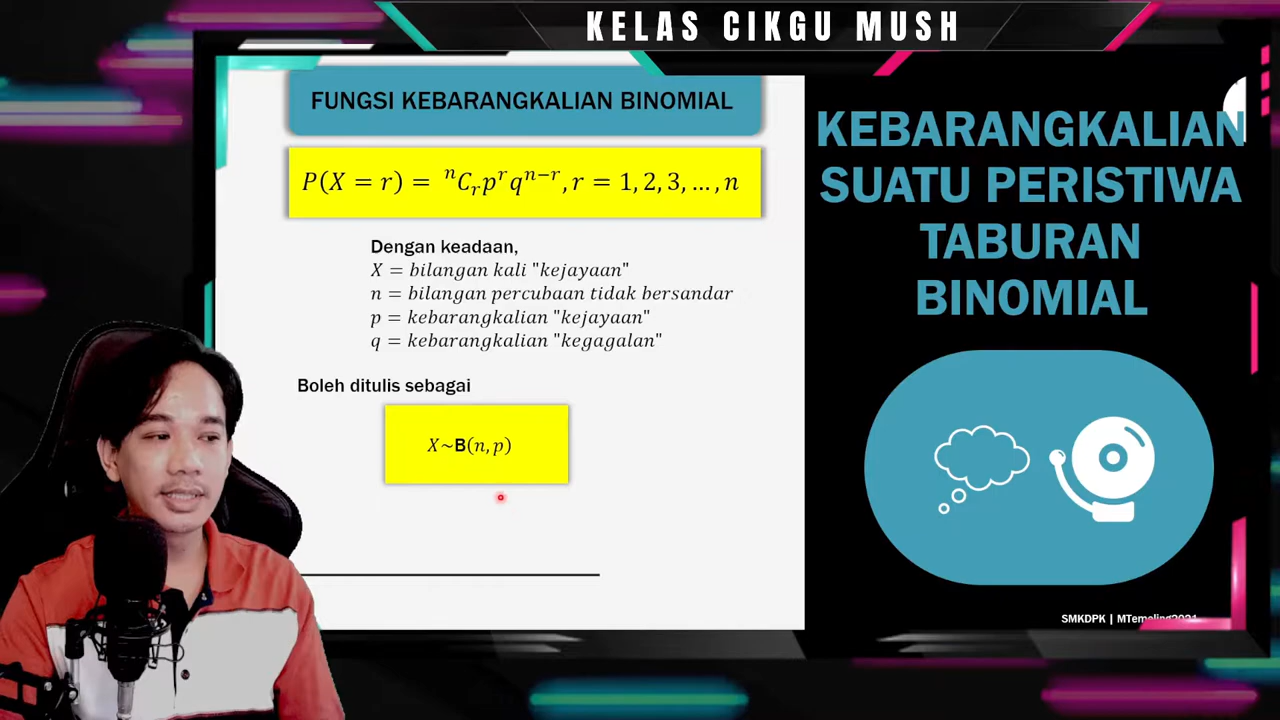 KELAS CIKGU MUSH
FUNGSI KEBARANGKALIAN BINOMIAL
P(X = r) = ⁿCᵣpʳqⁿ⁻ʳ, r = 1, 2, 3, ..., n
Dengan keadaan,
X = bilangan kali "kejayaan"
n = bilangan percubaan tidak bersandar
p = kebarangkalian "kejayaan"
q = kebarangkalian "kegagalan"
Boleh ditulis sebagai
X~B(n, p)
KEBARANGKALIAN
SUATU PERISTIWA
TABURAN
BINOMIAL
SMKDPK | MTemeling2021